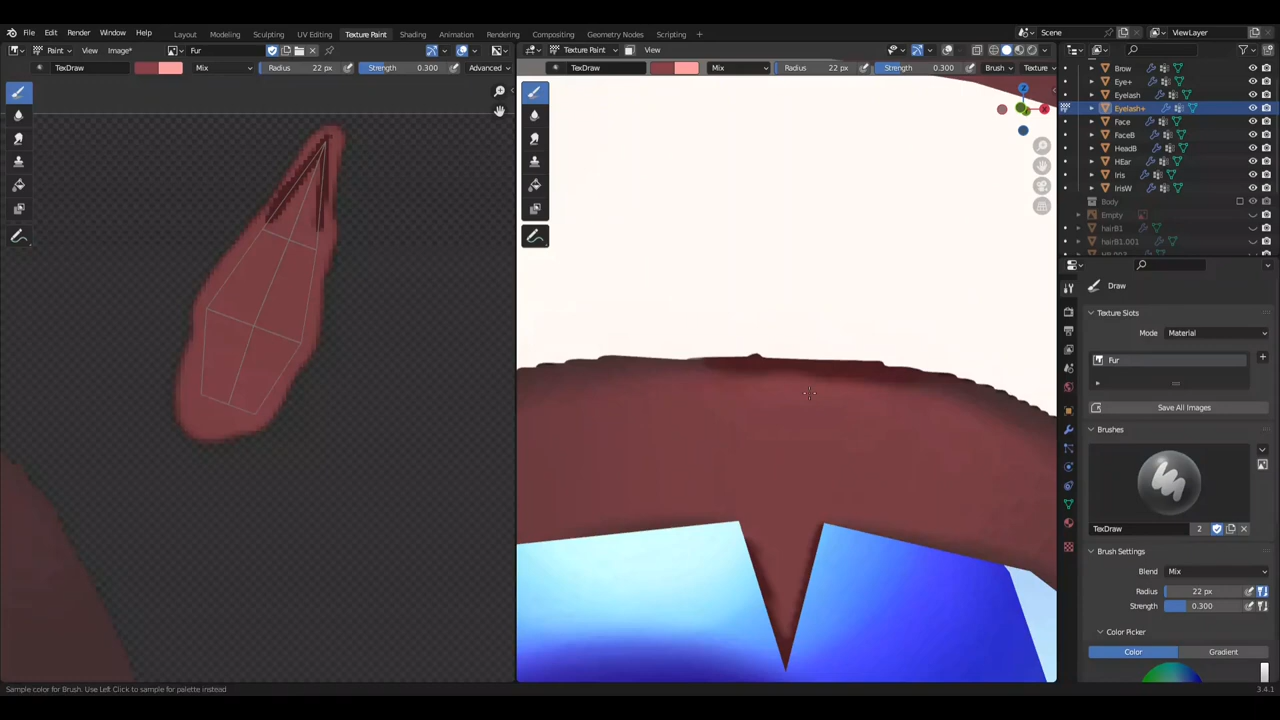 File Edit Render Window Help Layout Modeling Sculpting UV Editing Texture Paint Shading Animation Rendering Compositing Geometry Nodes Scripting Scene ViewLayer
Paint View Image* Fur Texture Paint View
TexDraw Mix Radius 22 px Strength 0.300 Advanced TexDraw Mix Radius 22 px Strength 0.300 Brush Texture
Brow
Eye+
Eyelash
Eyelash+
Face
FaceB
HeadB
HEar
Iris
IrisW
Body
Empty
hairB1
hairB1.001
Draw
Texture Slots
Mode Material
Fur
Save All Images
Brushes
TexDraw 2
Brush Settings
Blend Mix
Radius 22 px
Strength 0.300
Color Picker
Color Gradient
Sample color for Brush. Use Left Click to sample for palette instead 3.4.1